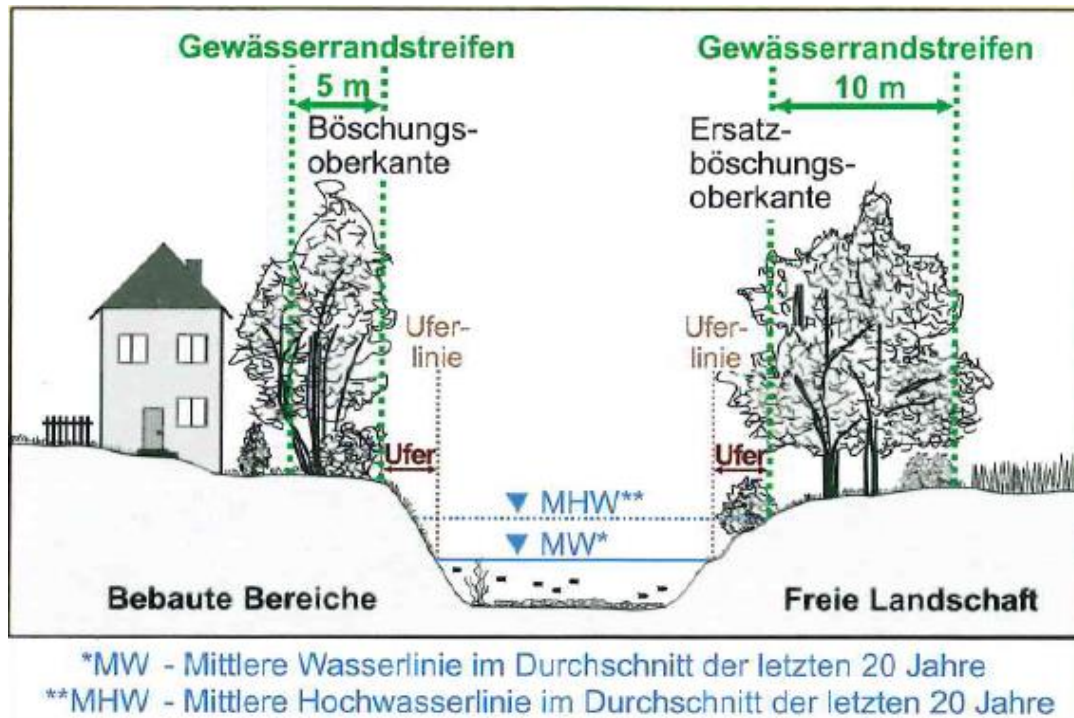 Gewässerrandstreifen
5 m
Böschungs-
oberkante
Gewässerrandstreifen
10 m
Ersatz-
böschungs-
oberkante
Ufer-
linie
Ufer-
linie
Ufer
Ufer
MHW**
MW*
Bebaute Bereiche
Freie Landschaft
*MW - Mittlere Wasserlinie im Durchschnitt der letzten 20 Jahre
**MHW - Mittlere Hochwasserlinie im Durchschnitt der letzten 20 Jahre